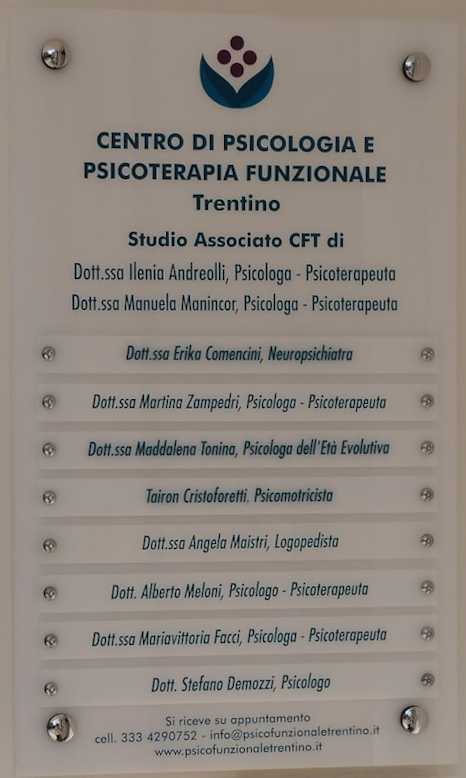 CENTRO DI PSICOLOGIA E
PSICOTERAPIA FUNZIONALE
Trentino
Studio Associato CFT di
Dott.ssa Ilenia Andreolli, Psicologa - Psicoterapeuta
Dott.ssa Manuela Manincor, Psicologa - Psicoterapeuta
Dott.ssa Erika Comencini, Neuropsichiatra
Dott.ssa Martina Zampedri, Psicologa - Psicoterapeuta
Dott.ssa Maddalena Tonina, Psicologa dell'Età Evolutiva
Tairon Cristoforetti. Psicomotricista
Dott.ssa Angela Maistri, Logopedista
Dott. Alberto Meloni, Psicologo - Psicoterapeuta
Dott.ssa Mariavittoria Facci, Psicologa - Psicoterapeuta
Dott. Stefano Demozzi, Psicologo
Si riceve su appuntamento
cell. 333 4290752 - info@psicofunzionaletrentino.it
www.psicofunzionaletrentino.it